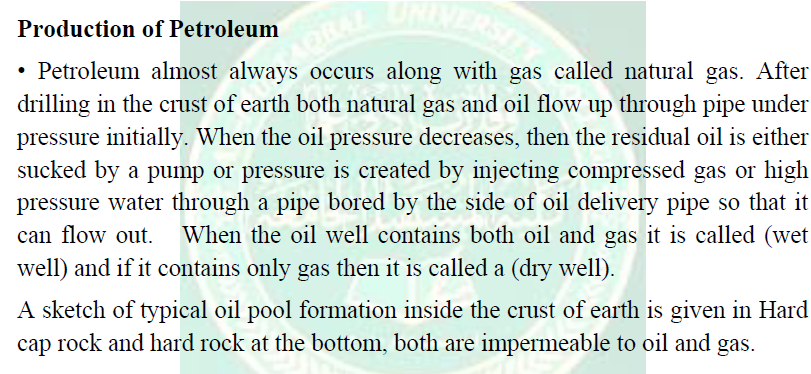 Production of Petroleum
• Petroleum almost always occurs along with gas called natural gas. After
drilling in the crust of earth both natural gas and oil flow up through pipe under
pressure initially. When the oil pressure decreases, then the residual oil is either
sucked by a pump or pressure is created by injecting compressed gas or high
pressure water through a pipe bored by the side of oil delivery pipe so that it
can flow out. When the oil well contains both oil and gas it is called (wet
well) and if it contains only gas then it is called a (dry well).
A sketch of typical oil pool formation inside the crust of earth is given in Hard
cap rock and hard rock at the bottom, both are impermeable to oil and gas.